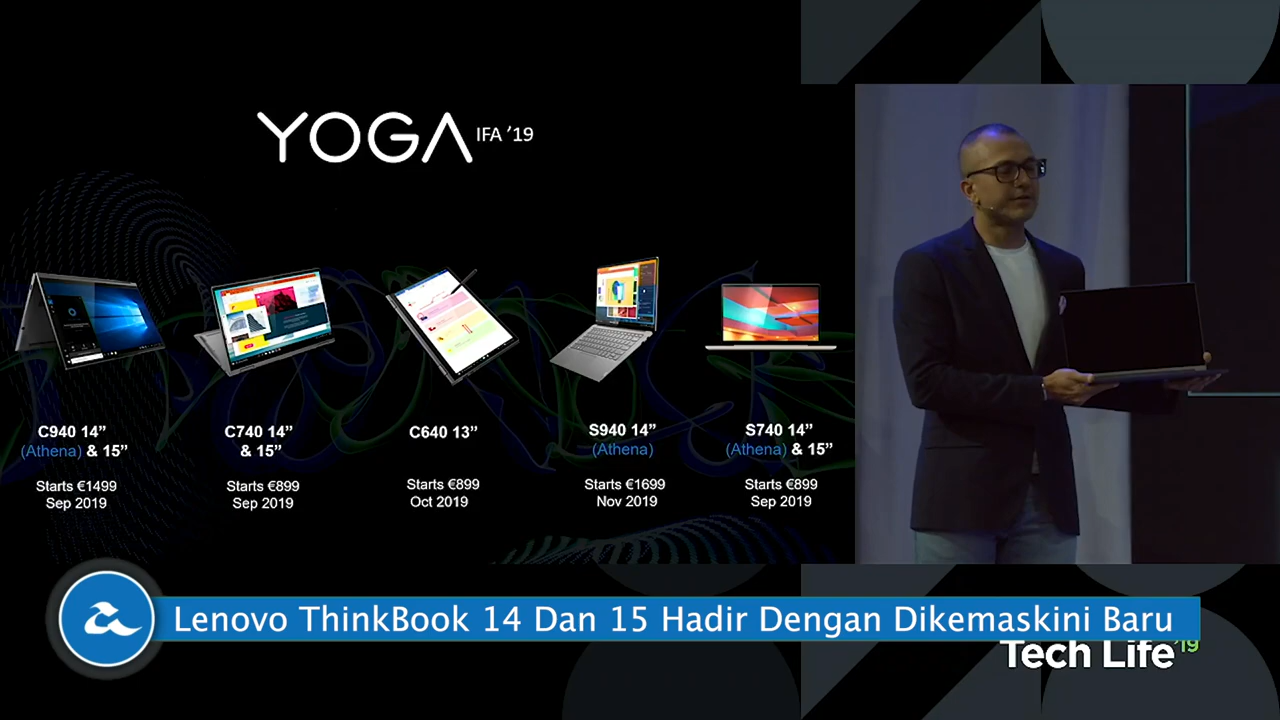 YOGA IFA '19
C940 14”
(Athena) & 15”
Starts €1499
Sep 2019
C740 14”
& 15”
Starts €899
Sep 2019
C640 13”
Starts €899
Oct 2019
S940 14”
(Athena)
Starts €1699
Nov 2019
S740 14”
(Athena) & 15”
Starts €899
Sep 2019
Lenovo ThinkBook 14 Dan 15 Hadir Dengan Dikemaskini Baru
Tech Life '19